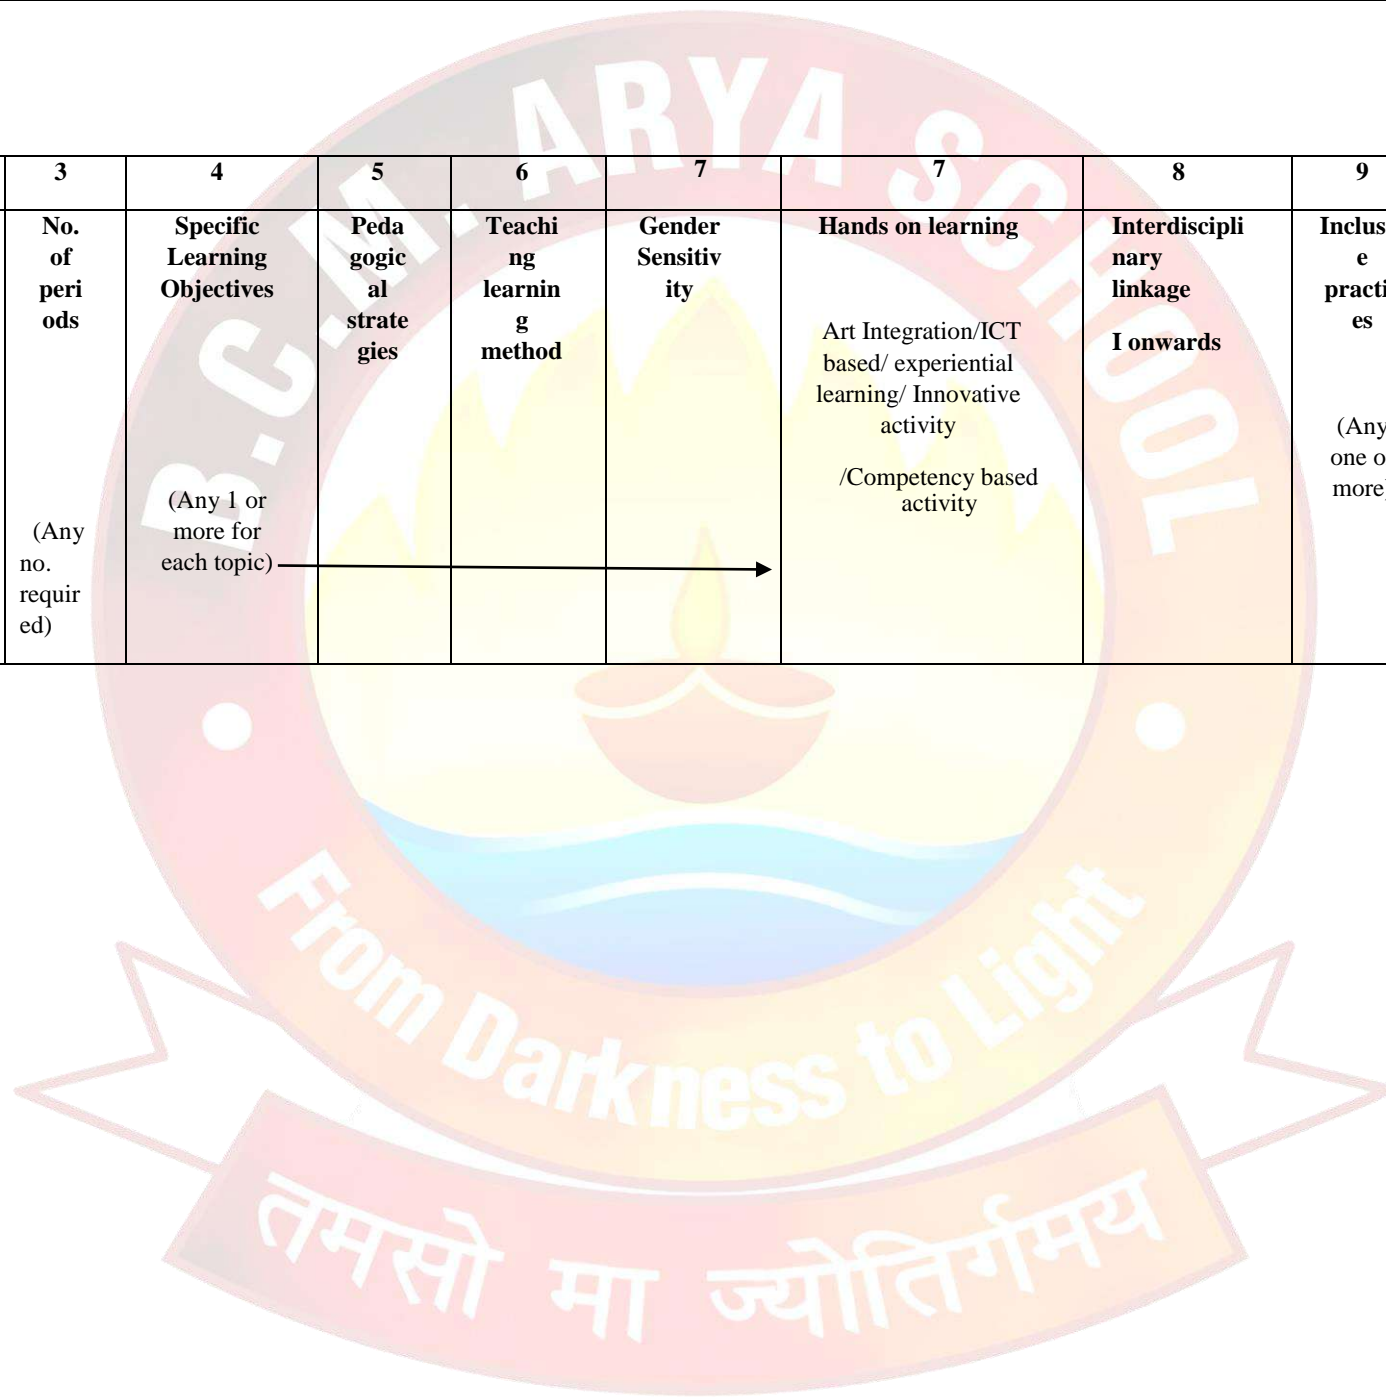 3 4 5 6 7 7 8 9
No.
of
peri
ods
(Any
no.
requir
ed)
Specific
Learning
Objectives
(Any 1 or
more for
each topic)
Peda
gogic
al
strate
gies
Teachi
ng
learnin
g
method
Gender
Sensitiv
ity
Hands on learning
Art Integration/ICT
based/ experiential
learning/ Innovative
activity
/Competency based
activity
Interdiscipli
nary
linkage
I onwards
Inclus
e
practi
es
(Any
one o
more)
B.C.M. ARYA SCHOOL
From Darkness to Light
तमसो मा ज्योतिर्गमय